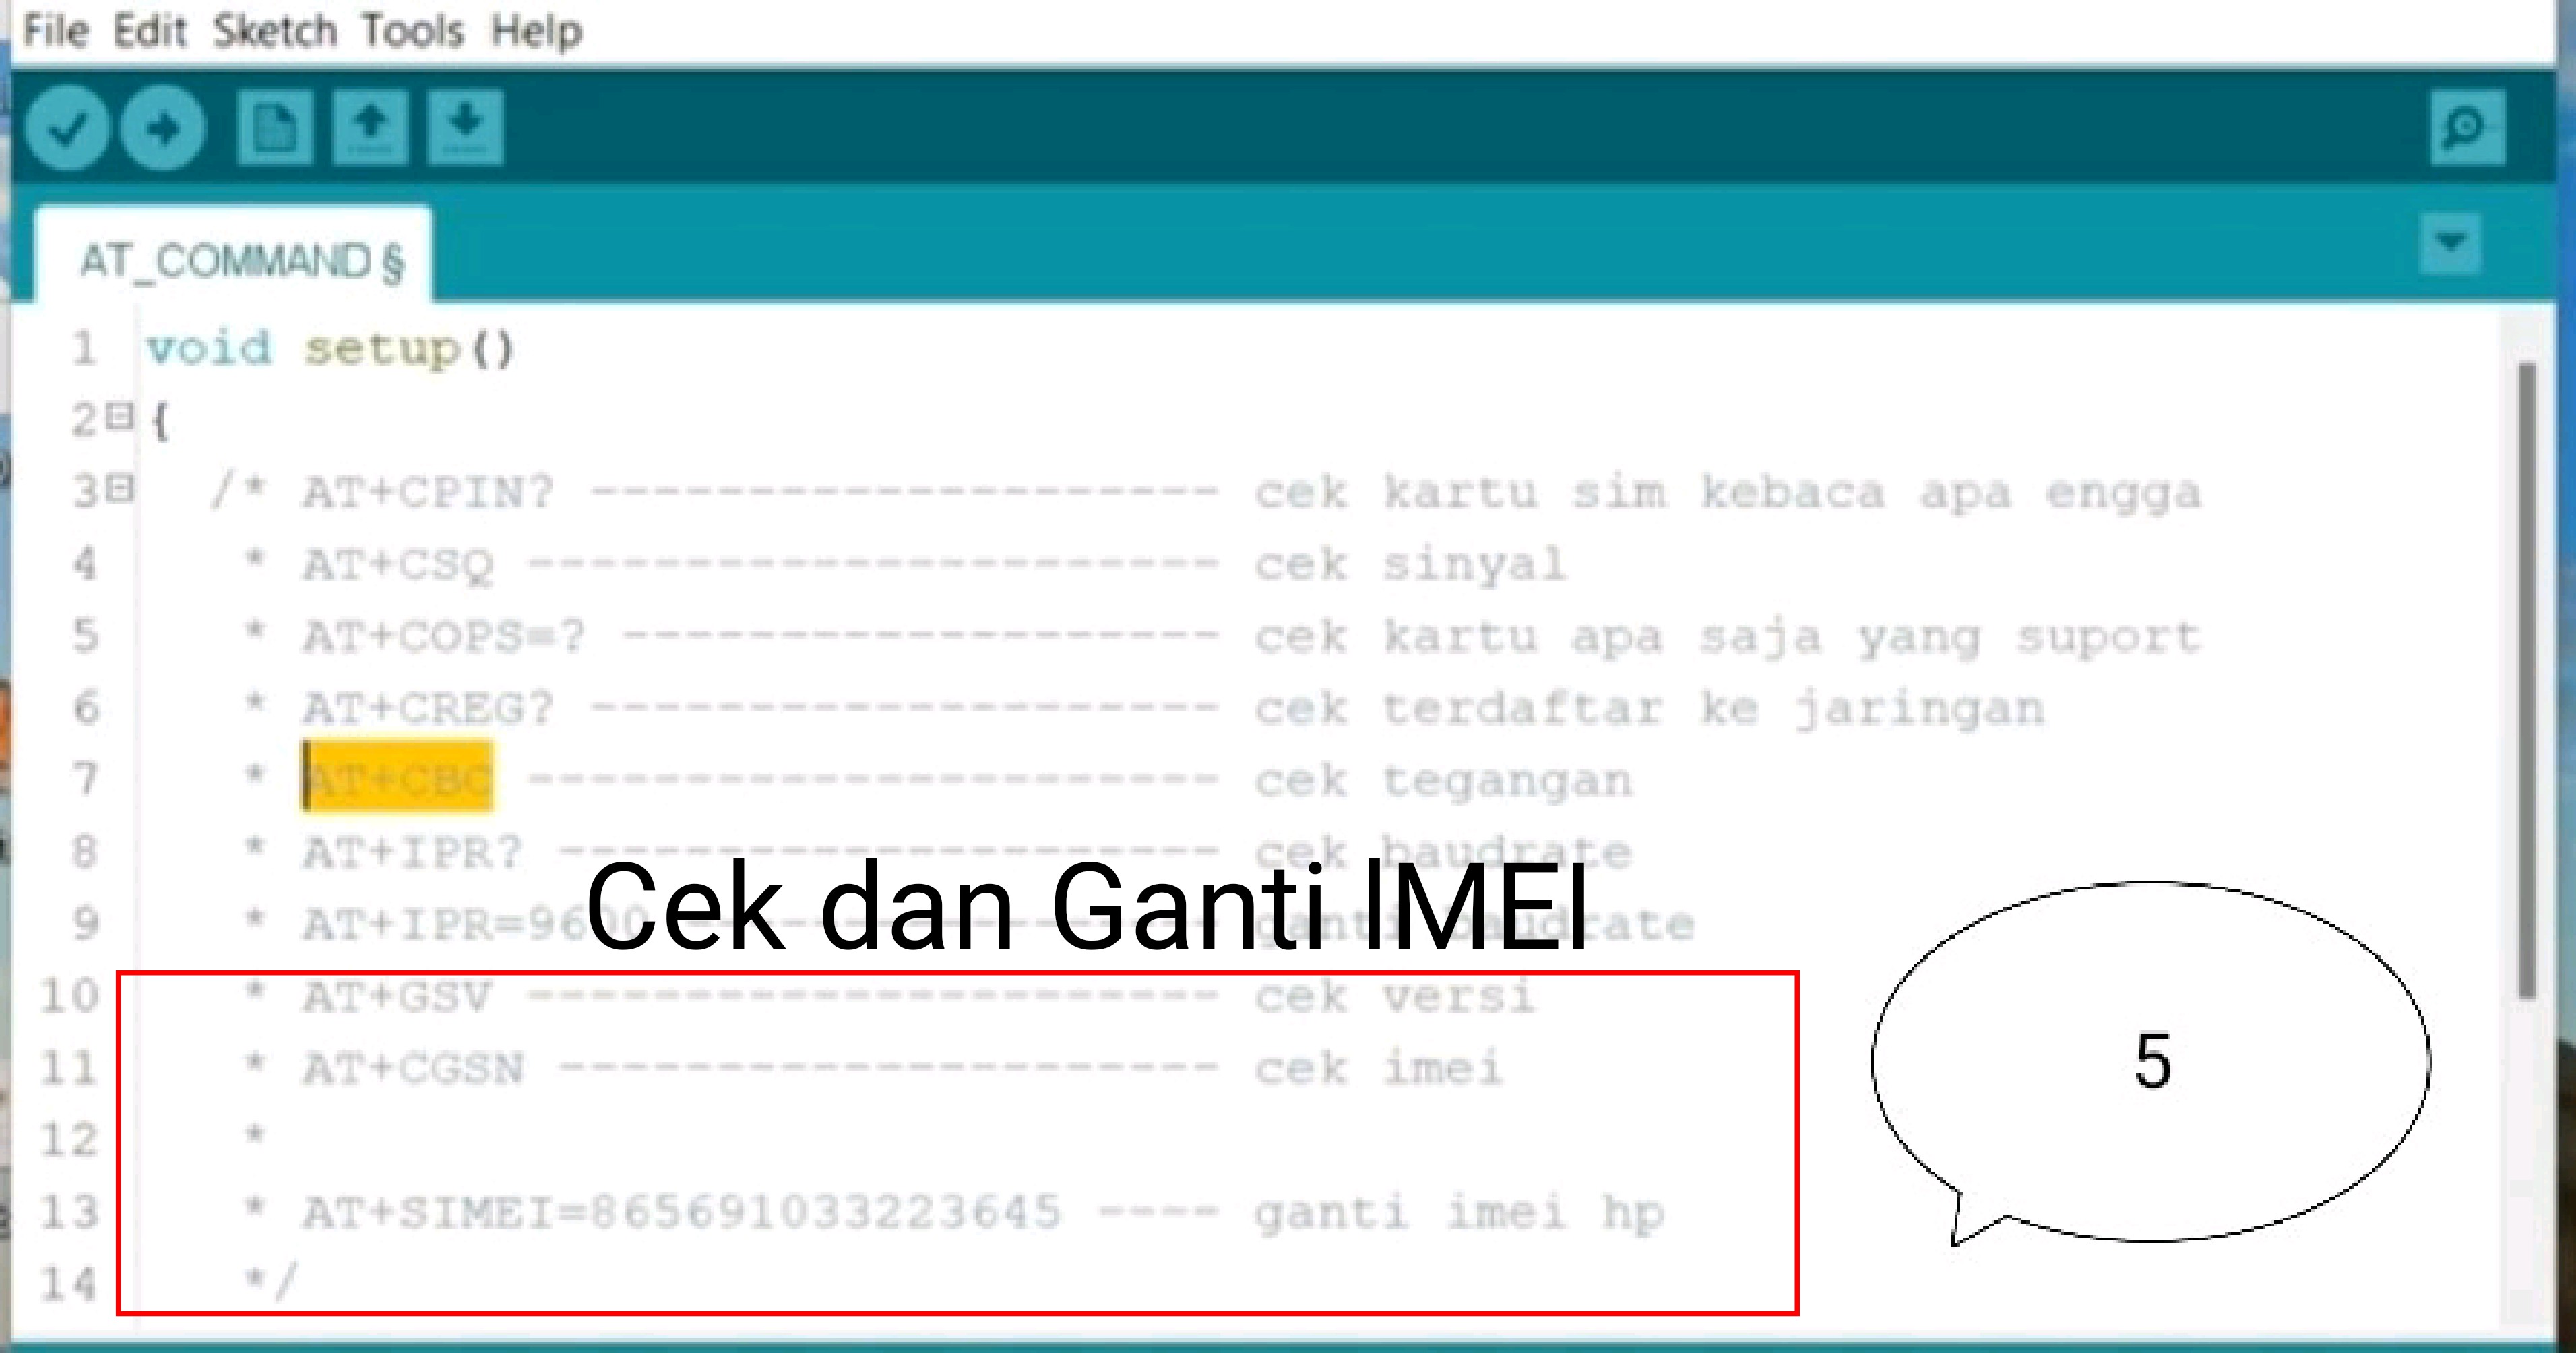 File Edit Sketch Tools Help
AT_COMMAND §
1 void setup()
2 {
3 /* AT+CPIN? -------------------- cek kartu sim kebaca apa engga
4 * AT+CSQ ---------------------- cek sinyal
5 * AT+COPS=? ------------------- cek kartu apa saja yang suport
6 * AT+CREG? -------------------- cek terdaftar ke jaringan
7 * AT+CBC ---------------------- cek tegangan
8 * AT+IPR? --------------------- cek baudrate
Cek dan Ganti IMEI
9 * AT+IPR=9600 ----------------- ganti baudrate
10 * AT+GSV ---------------------- cek versi
11 * AT+CGSN --------------------- cek imei
12 *
13 * AT+SIMEI=865691033223645 ---- ganti imei hp
14 */
5